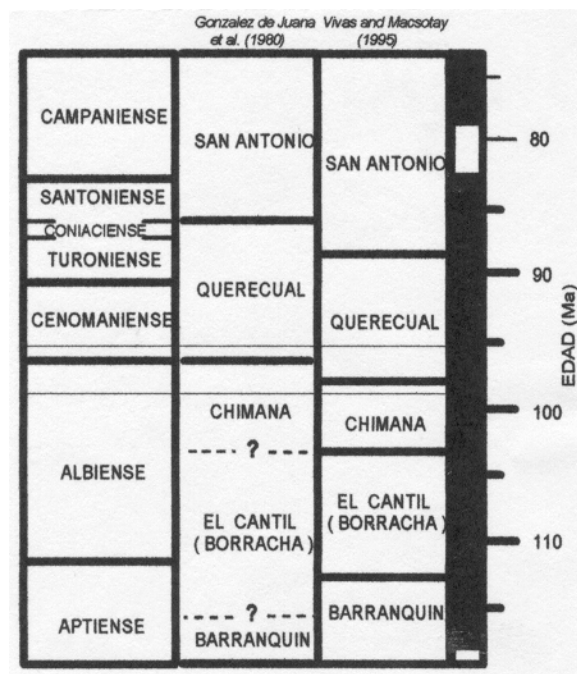 Gonzalez de Juana et al. (1980)
Vivas and Macsotay (1995)
CAMPANIENSE
SANTONIENSE
CONIACIENSE
TURONIENSE
CENOMANIENSE
ALBIENSE
APTIENSE
SAN ANTONIO
QUERECUAL
CHIMANA
?
EL CANTIL
( BORRACHA)
?
BARRANQUIN
SAN ANTONIO
QUERECUAL
CHIMANA
EL CANTIL
(BORRACHA)
BARRANQUIN
80
90
100
110
EDAD (Ma)